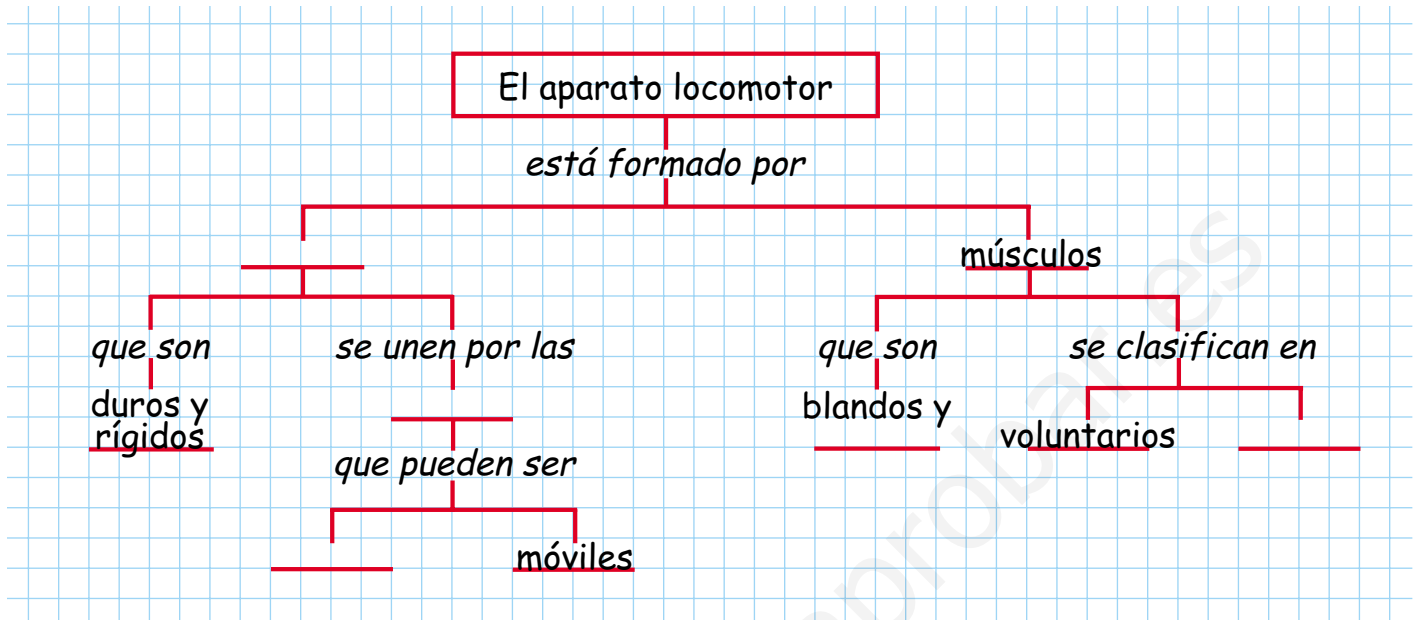 El aparato locomotor
está formado por
músculos
que son
se unen por las
que son
se clasifican en
duros y
rígidos
blandos y
voluntarios
que pueden ser
móviles